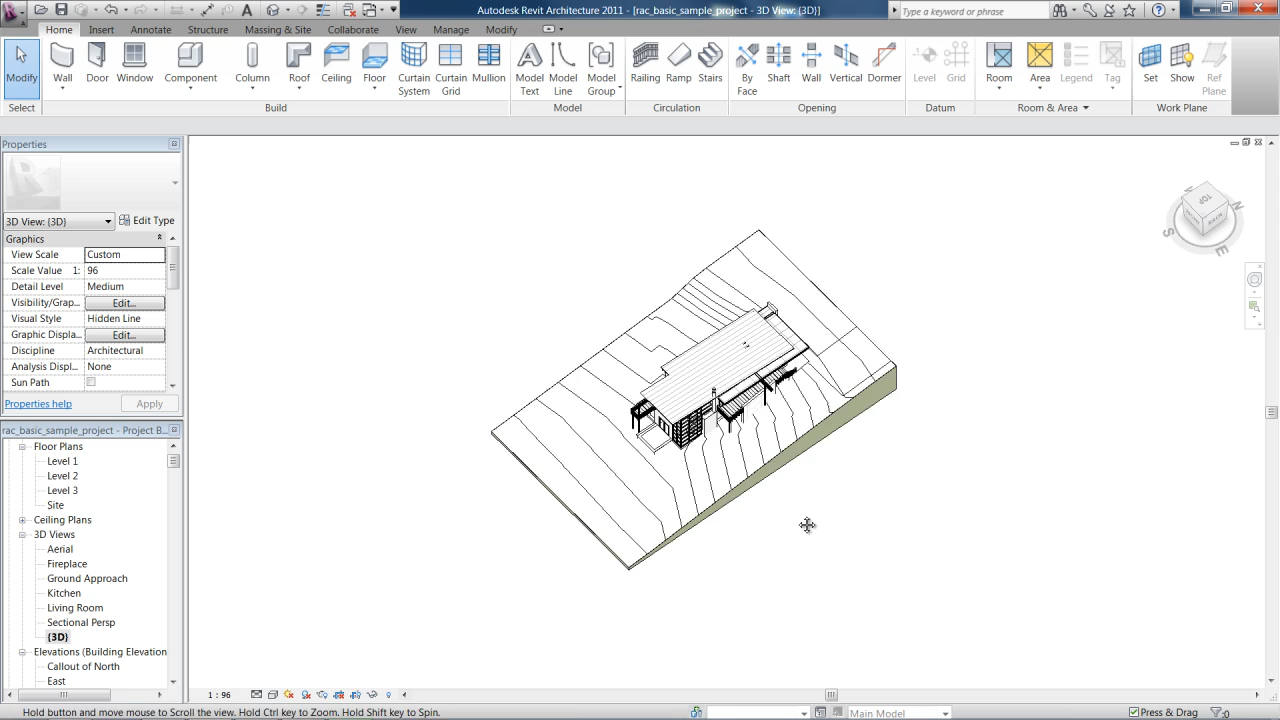 Autodesk Revit Architecture 2011 - [rac_basic_sample_project - 3D View: {3D}]
Type a keyword or phrase
Home Insert Annotate Structure Massing & Site Collaborate View Manage Modify
Modify Wall Door Window Component Column Roof Ceiling Floor Curtain System Curtain Grid Mullion Model Text Model Line Model Group Railing Ramp Stairs By Face Shaft Wall Vertical Dormer Level Grid Room Area Legend Tag Set Show Ref Plane
Select Build Model Circulation Opening Datum Room & Area Work Plane
Properties
3D View: {3D} Edit Type
Graphics
View Scale Custom
Scale Value 1: 96
Detail Level Medium
Visibility/Grap... Edit...
Visual Style Hidden Line
Graphic Displa... Edit...
Discipline Architectural
Analysis Displ... None
Sun Path
Properties help Apply
rac_basic_sample_project - Project B...
Floor Plans
Level 1
Level 2
Level 3
Site
Ceiling Plans
3D Views
Aerial
Fireplace
Ground Approach
Kitchen
Living Room
Sectional Persp
{3D}
Elevations (Building Elevation
Callout of North
East
TOP
S
E
N
1 : 96
Hold button and move mouse to Scroll the view. Hold Ctrl key to Zoom. Hold Shift key to Spin.
Main Model
Press & Drag
:0